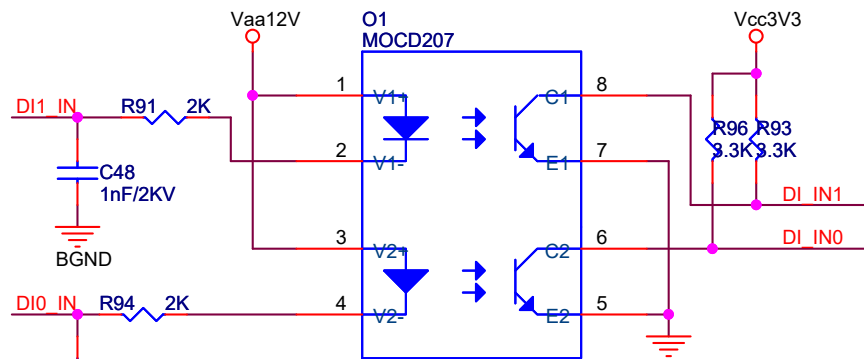 Vaa12V
O1
MOCD207
Vcc3V3
1
V1+
C1
8
DI1_IN
R91
2K
R96
R93
3.3K
3.3K
2
V1-
E1
7
C48
1nF/2KV
DI_IN1
BGND
3
V2+
C2
6
DI_IN0
DI0_IN
R94
2K
4
V2-
E2
5